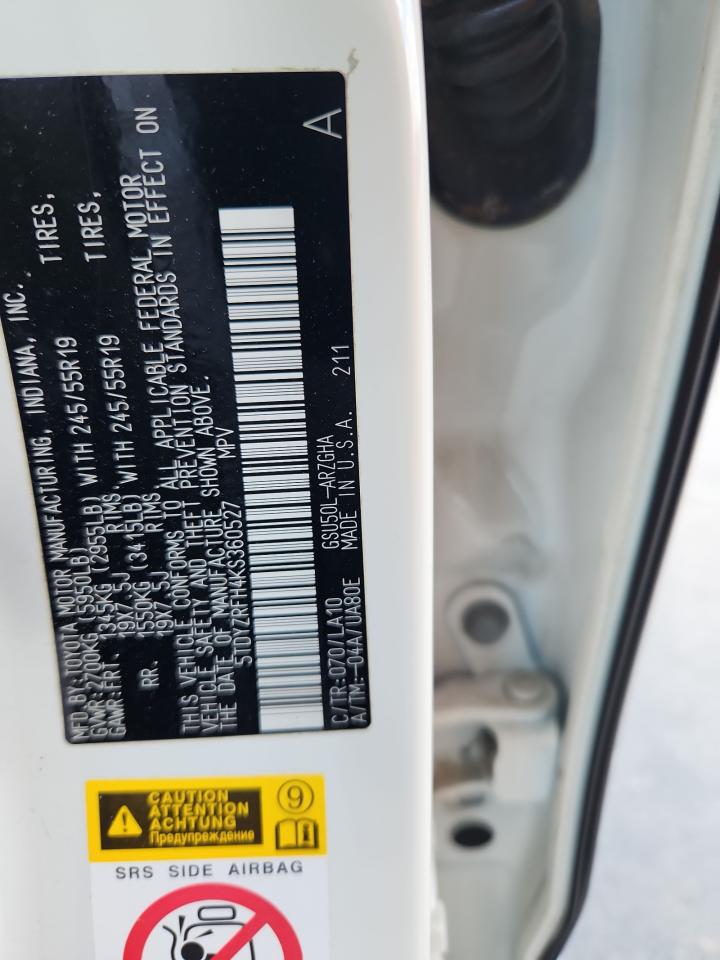 MFD.BY:TOYOTA MOTOR MANUFACTURING, INDIANA, INC.
GVWR:2700KG (5950LB)
GAWR:FRT. 1345KG (2955LB) WITH 245/55R19 TIRES,
19X7.5J RIMS
RR. 1550KG (3415LB) WITH 245/55R19 TIRES,
19X7.5J RIMS
THIS VEHICLE CONFORMS TO ALL APPLICABLE FEDERAL MOTOR
VEHICLE SAFETY AND THEFT PREVENTION STANDARDS IN EFFECT ON
THE DATE OF MANUFACTURE SHOWN ABOVE.
5TDYZRFH4KS360527 MPV
A
C/TR:070/LA10 GSU50L-ARZGHA
A/TM:-04A/UA80E MADE IN U.S.A. 211
CAUTION
ATTENTION
ACHTUNG
Предупреждение
9
SRS SIDE AIRBAG